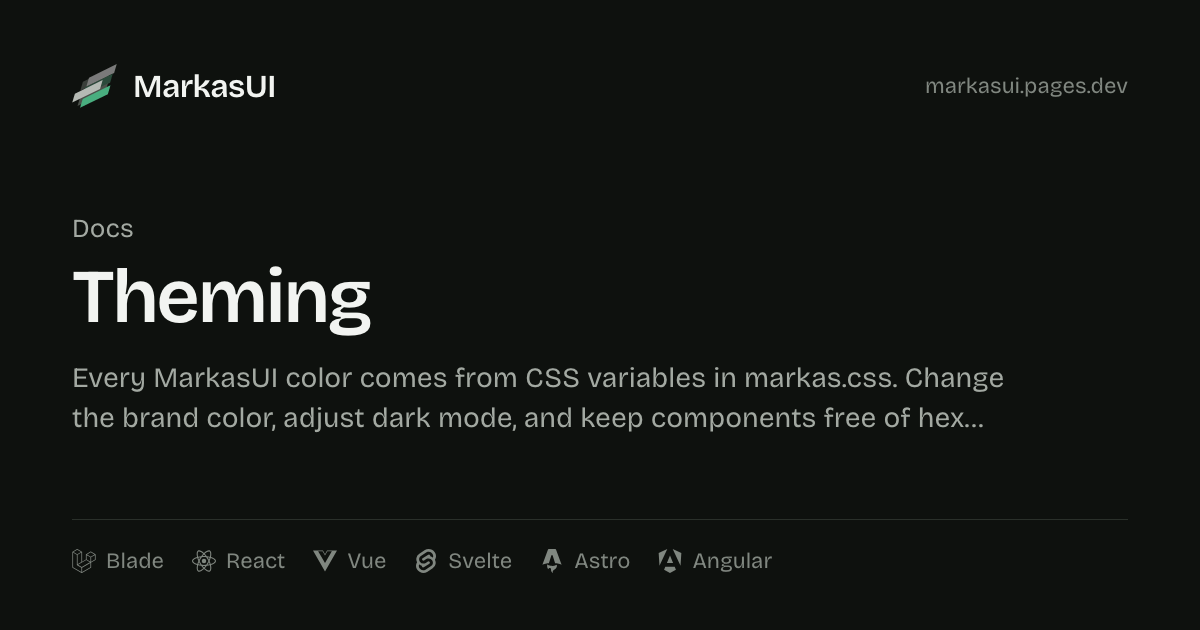 MarkasUI
markasui.pages.dev
Docs
Theming
Every MarkasUI color comes from CSS variables in markas.css. Change
the brand color, adjust dark mode, and keep components free of hex...
Blade
React
Vue
Svelte
Astro
Angular